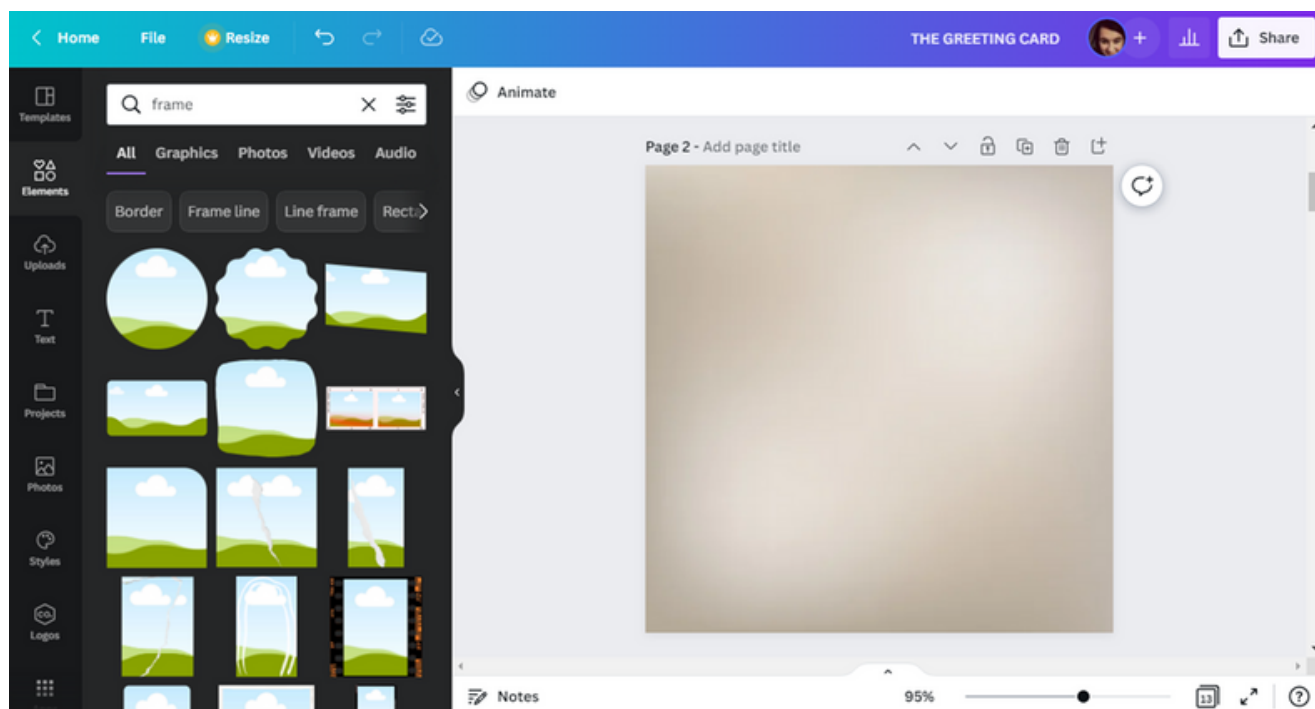 Home File Resize THE GREETING CARD + Share
Templates
frame
Animate
All Graphics Photos Videos Audio
Page 2 - Add page title
Elements
Border Frame line Line frame
Uploads
Text
Projects
Photos
Styles
CO.
Logos
Notes 95% 13 ?